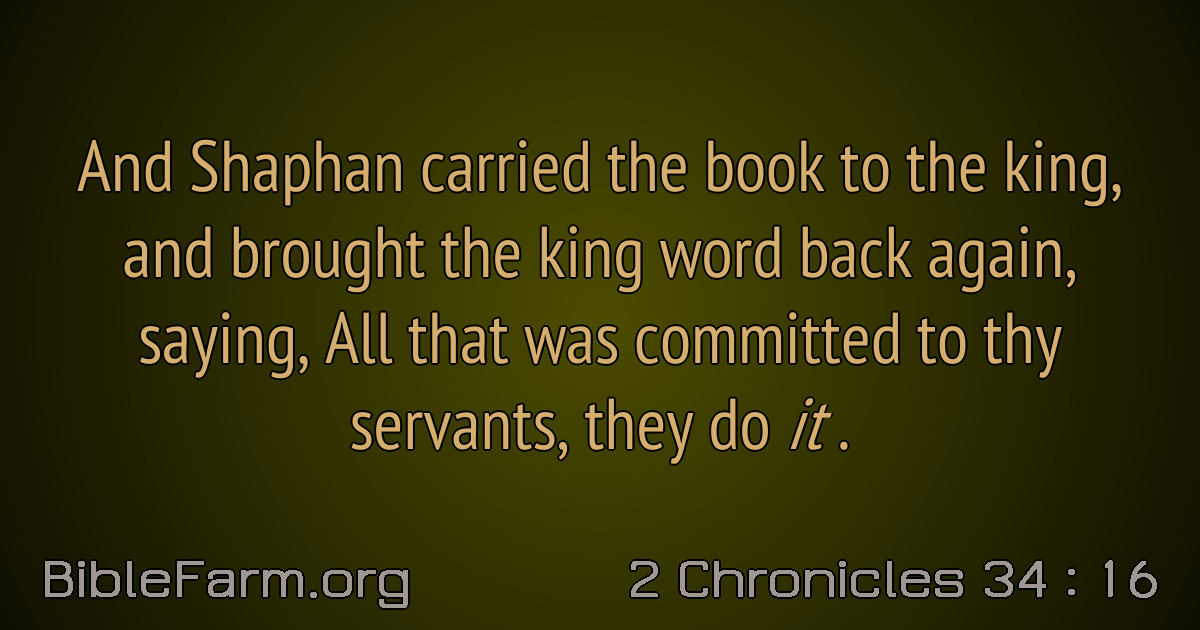 And Shaphan carried the book to the king,
and brought the king word back again,
saying, All that was committed to thy
servants, they do it .
BibleFarm.org
2 Chronicles 34 : 16